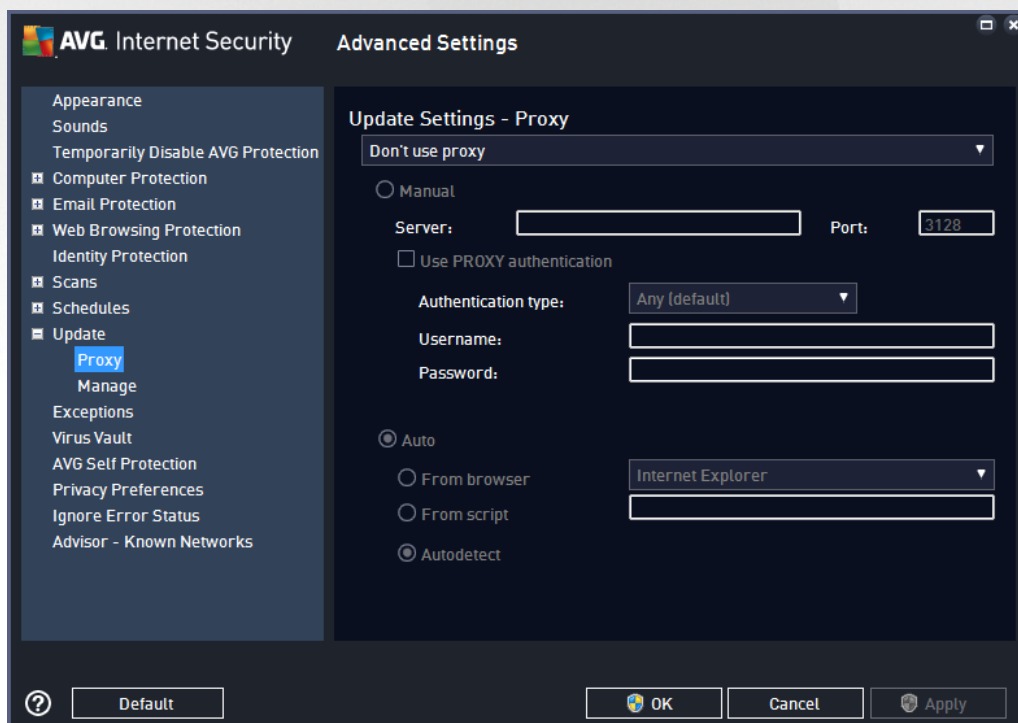 AVG. Internet Security
Advanced Settings
Appearance
Sounds
Temporarily Disable AVG Protection
Computer Protection
Email Protection
Web Browsing Protection
Identity Protection
Scans
Schedules
Update
Proxy
Manage
Exceptions
Virus Vault
AVG Self Protection
Privacy Preferences
Ignore Error Status
Advisor - Known Networks
Update Settings - Proxy
Don't use proxy
Manual
Server:
Port: 3128
Use PROXY authentication
Authentication type: Any (default)
Username:
Password:
Auto
From browser Internet Explorer
From script
Autodetect
? Default OK Cancel Apply